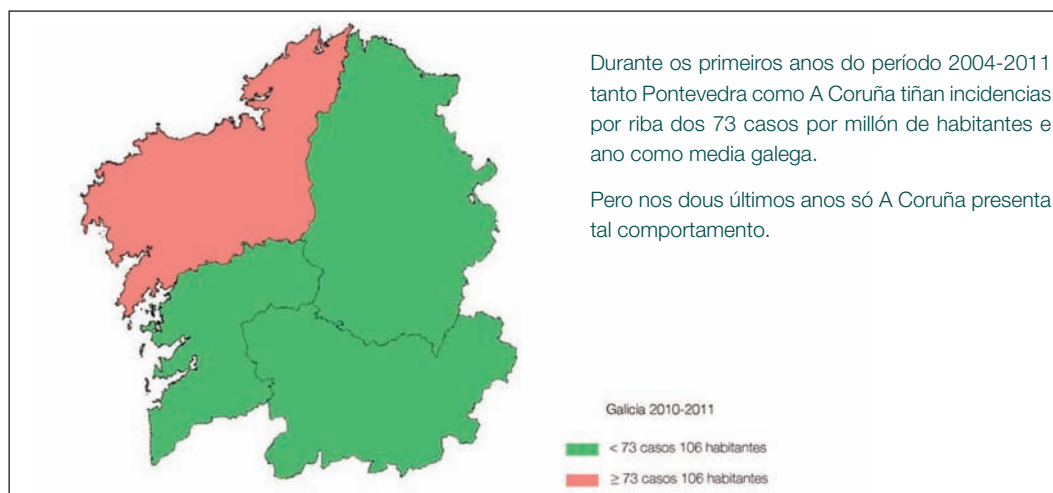 Durante os primeiros anos do período 2004-2011
tanto Pontevedra como A Coruña tiñan incidencias
por riba dos 73 casos por millón de habitantes e
ano como media galega.
Pero nos dous últimos anos só A Coruña presenta
tal comportamento.
Galicia 2010-2011
< 73 casos 106 habitantes
≥ 73 casos 106 habitantes